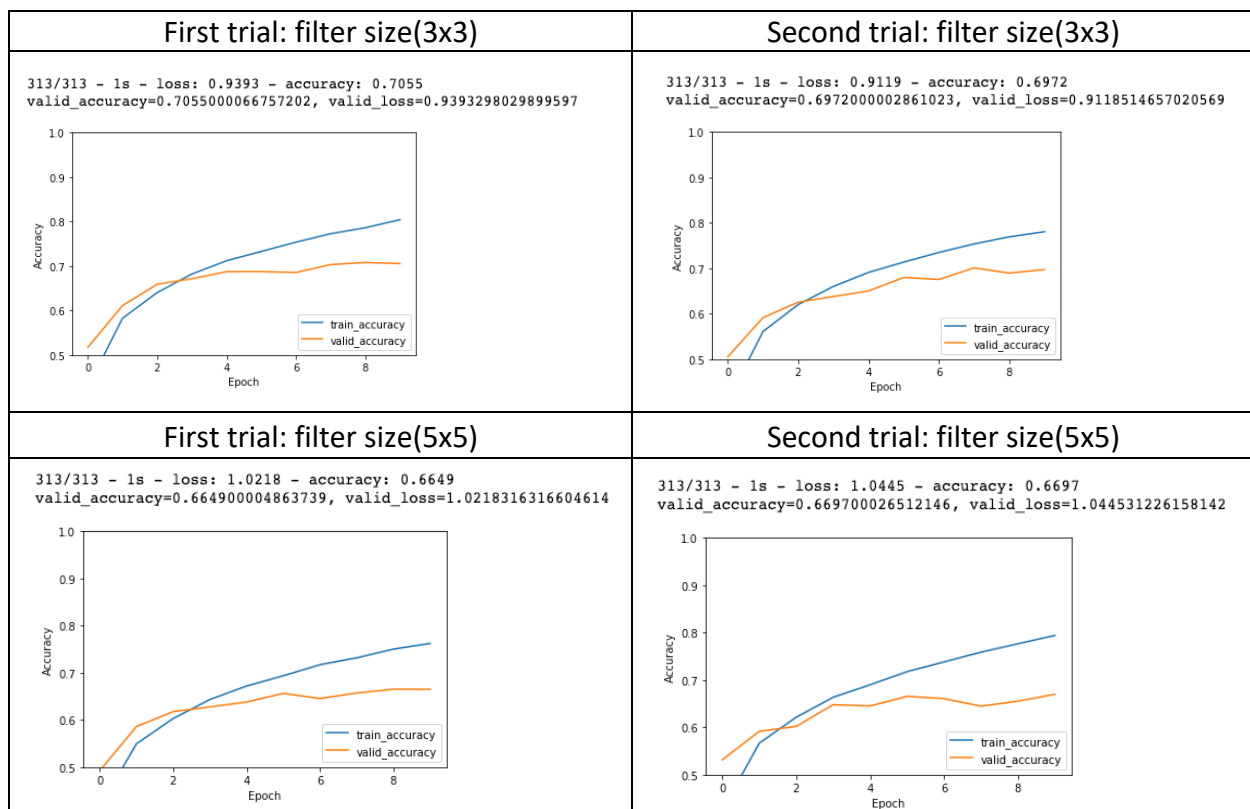 First trial: filter size(3x3)
Second trial: filter size(3x3)
313/313 - 1s - loss: 0.9393 - accuracy: 0.7055
valid_accuracy=0.7055000066757202, valid_loss=0.9393298029899597
1.0
0.9
0.8
0.7
0.6
0.5
Accuracy
train_accuracy
valid_accuracy
0 2 4 6 8
Epoch
313/313 - 1s - loss: 0.9119 - accuracy: 0.6972
valid_accuracy=0.6972000002861023, valid_loss=0.9118514657020569
1.0
0.9
0.8
0.7
0.6
0.5
Accuracy
train_accuracy
valid_accuracy
0 2 4 6 8
Epoch
First trial: filter size(5x5)
Second trial: filter size(5x5)
313/313 - 1s - loss: 1.0218 - accuracy: 0.6649
valid_accuracy=0.664900004863739, valid_loss=1.0218316316604614
1.0
0.9
0.8
0.7
0.6
0.5
Accuracy
train_accuracy
valid_accuracy
0 2 4 6 8
Epoch
313/313 - 1s - loss: 1.0445 - accuracy: 0.6697
valid_accuracy=0.669700026512146, valid_loss=1.044531226158142
1.0
0.9
0.8
0.7
0.6
0.5
Accuracy
train_accuracy
valid_accuracy
0 2 4 6 8
Epoch